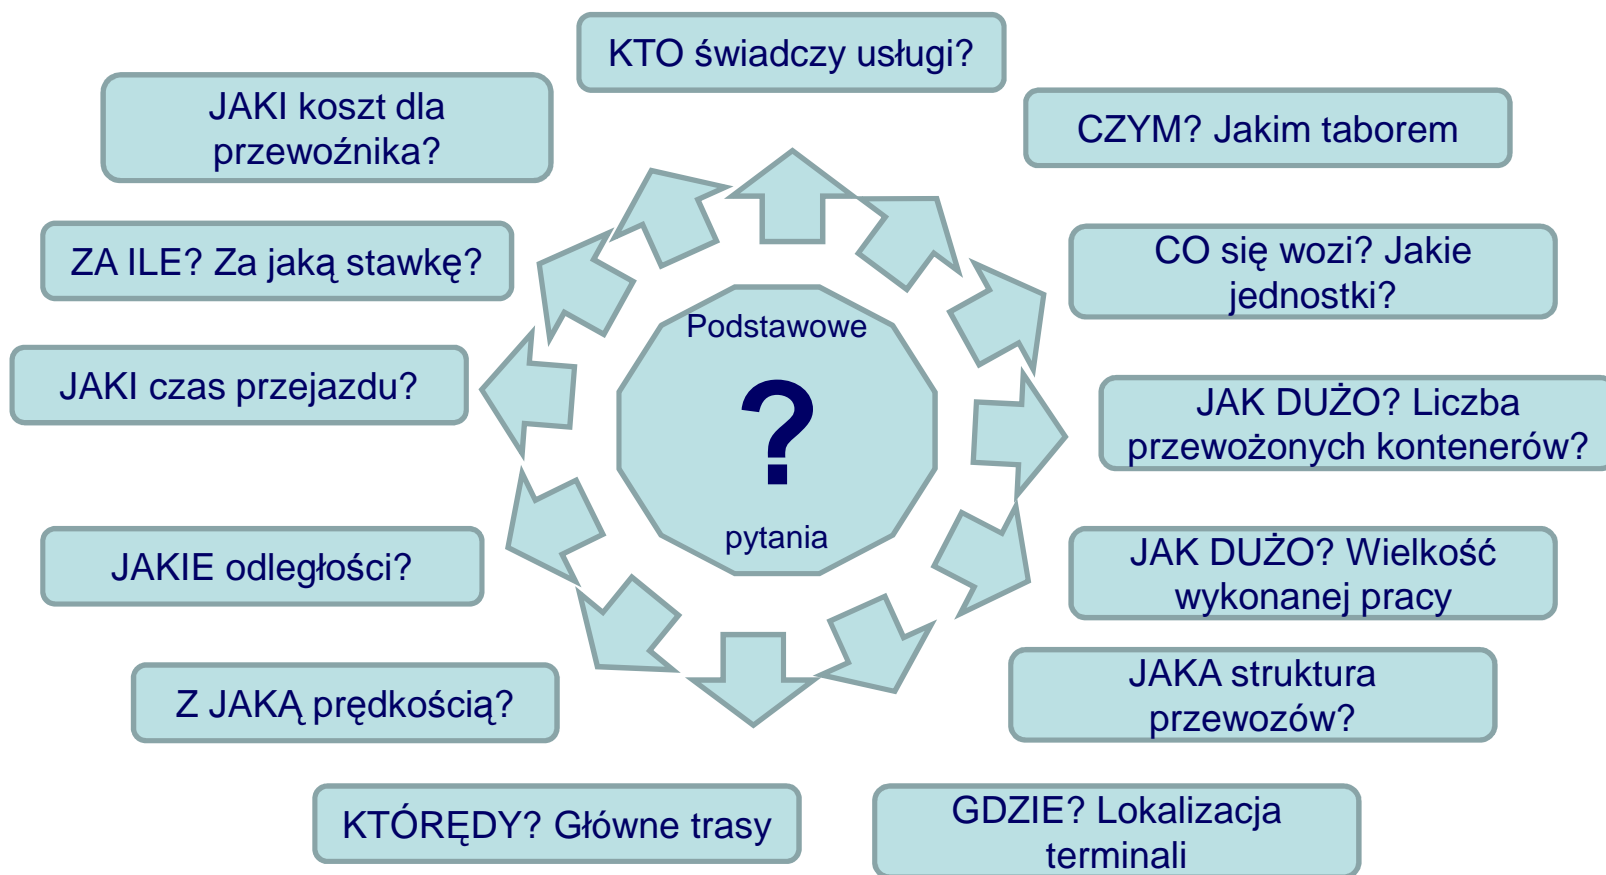 KTO świadczy usługi?
JAKI koszt dla
przewoźnika?
CZYM? Jakim taborem
ZA ILE? Za jaką stawkę?
CO się wozi? Jakie
jednostki?
Podstawowe
?
pytania
JAKI czas przejazdu?
JAK DUŻO? Liczba
przewożonych kontenerów?
JAKIE odległości?
JAK DUŻO? Wielkość
wykonanej pracy
Z JAKĄ prędkością?
JAKA struktura
przewozów?
KTÓRĘDY? Główne trasy
GDZIE? Lokalizacja
terminali